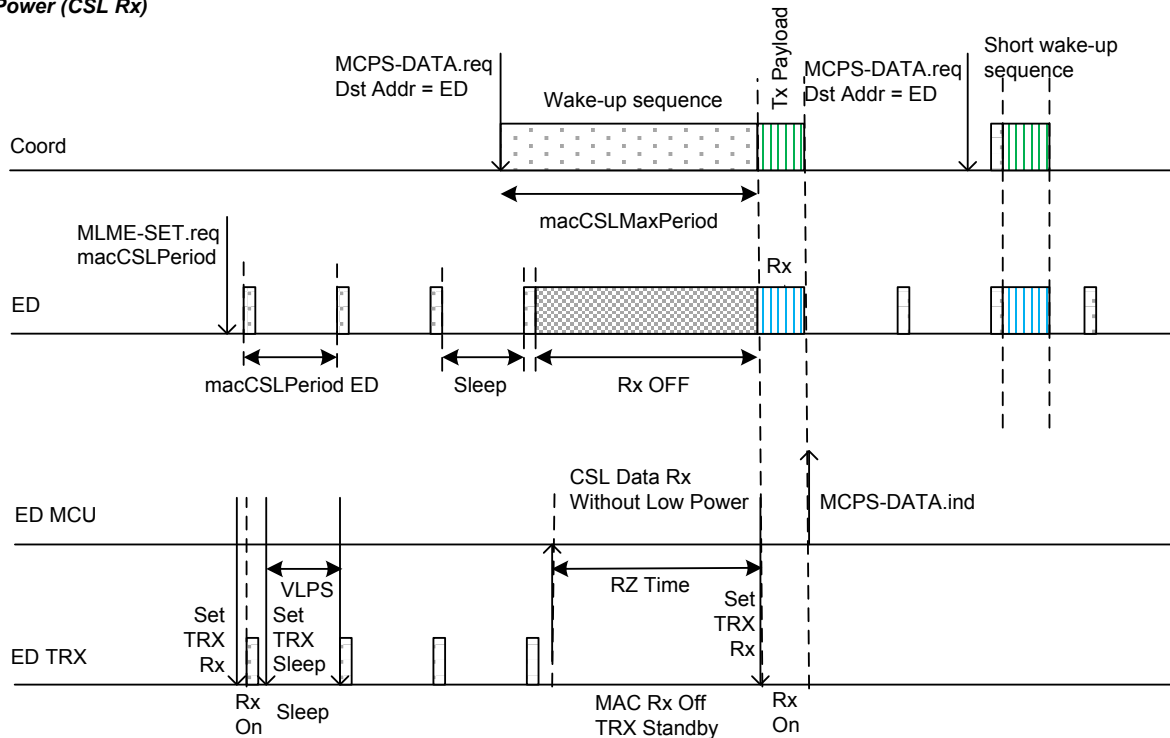 Power (CSL Rx)
MCPS-DATA.req
Dst Addr = ED
Wake-up sequence
Tx Payload
MCPS-DATA.req
Dst Addr = ED
Short wake-up
sequence
Coord
macCSLMaxPeriod
MLME-SET.req
macCSLPeriod
Rx
ED
macCSLPeriod ED
Sleep
Rx OFF
CSL Data Rx
Without Low Power
MCPS-DATA.ind
ED MCU
VLPS
RZ Time
Set
TRX
Rx
Set
TRX
Sleep
Set
TRX
Rx
ED TRX
Rx
On
Sleep
MAC Rx Off
TRX Standby
Rx
On